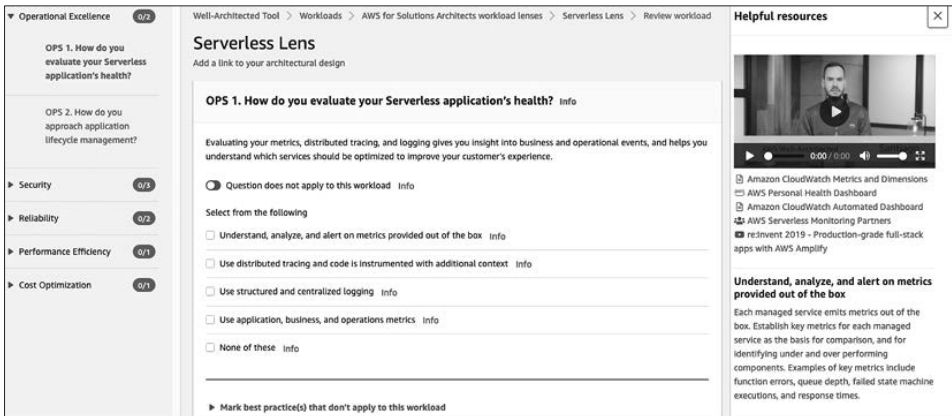 Operational Excellence 0/2
OPS 1. How do you
evaluate your Serverless
application's health?
OPS 2. How do you
approach application
lifecycle management?
Security 0/3
Reliability 0/2
Performance Efficiency 0/1
Cost Optimization 0/1
Well-Architected Tool > Workloads > AWS for Solutions Architects workload lenses > Serverless Lens > Review workload
Serverless Lens
Add a link to your architectural design
OPS 1. How do you evaluate your Serverless application's health? Info
Evaluating your metrics, distributed tracing, and logging gives you insight into business and operational events, and helps you
understand which services should be optimized to improve your customer's experience.
Question does not apply to this workload Info
Select from the following
Understand, analyze, and alert on metrics provided out of the box Info
Use distributed tracing and code is instrumented with additional context Info
Use structured and centralized logging Info
Use application, business, and operations metrics Info
None of these Info
Mark best practice(s) that don't apply to this workload
Helpful resources
0:00 / 0:00
Amazon CloudWatch Metrics and Dimensions
AWS Personal Health Dashboard
Amazon CloudWatch Automated Dashboard
AWS Serverless Monitoring Partners
re:Invent 2019 - Production-grade full-stack
apps with AWS Amplify
Understand, analyze, and alert on metrics
provided out of the box
Each managed service emits metrics out of the
box. Establish key metrics for each managed
service as the basis for comparison, and for
identifying under and over performing
components. Examples of key metrics include
function errors, queue depth, failed state machine
executions, and response times.